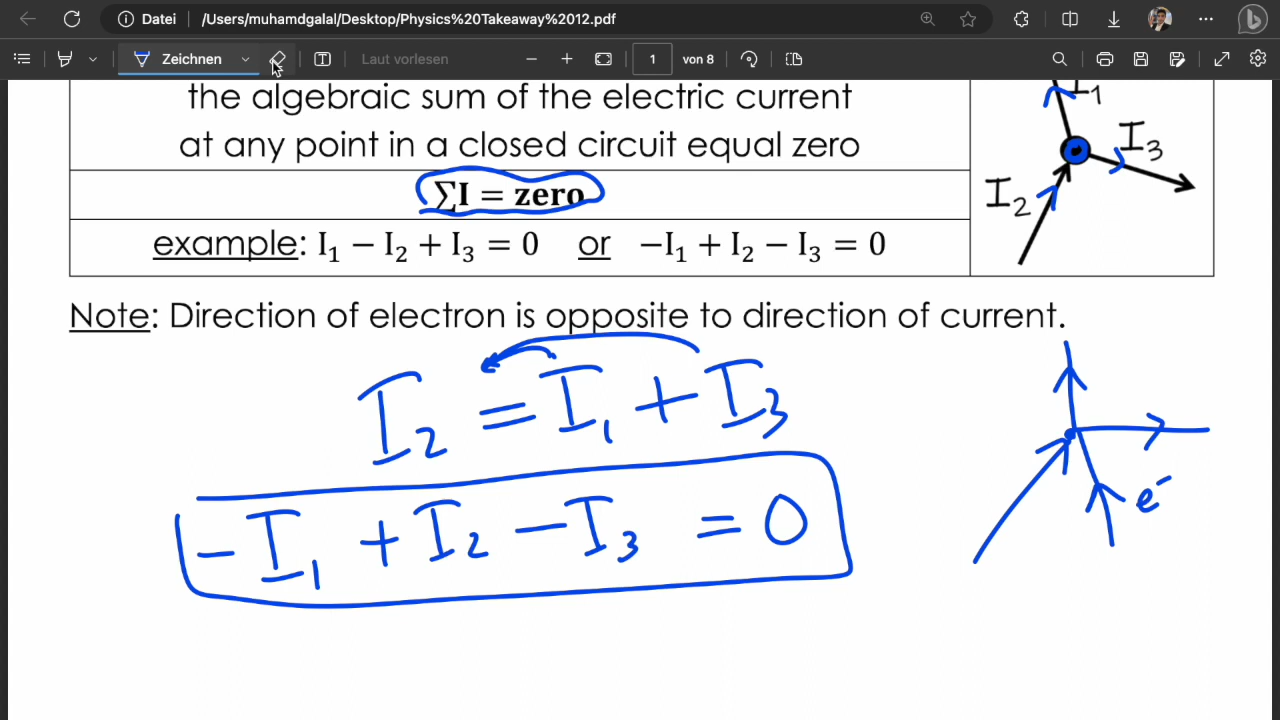 Datei /Users/muhamdgalal/Desktop/Physics%20Takeaway%2012.pdf
Zeichnen Laut vorlesen 1 von 8
the algebraic sum of the electric current
at any point in a closed circuit equal zero
∑I = zero
example: I₁ − I₂ + I₃ = 0 or −I₁ + I₂ − I₃ = 0
I₁
I₃
I₂
Note: Direction of electron is opposite to direction of current.
I₂ = I₁ + I₃
- I₁ + I₂ - I₃ = 0
e⁻